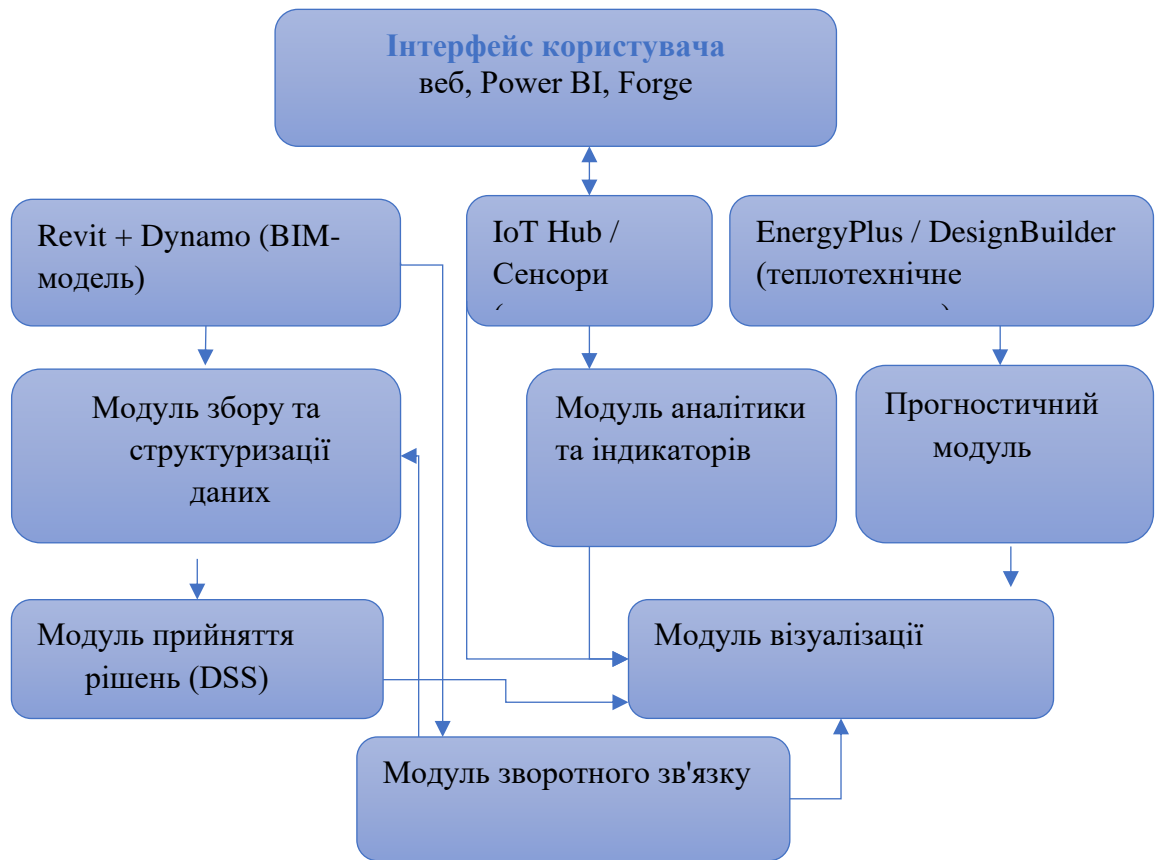 Інтерфейс користувача
веб, Power BI, Forge
Revit + Dynamo (BIM-
модель)
IoT Hub /
Сенсори
(
EnergyPlus / DesignBuilder
(теплотехнічне
)
Модуль збору та
структуризації
даних
Модуль аналітики
та індикаторів
Прогностичний
модуль
Модуль прийняття
рішень (DSS)
Модуль візуалізації
Модуль зворотного зв'язку